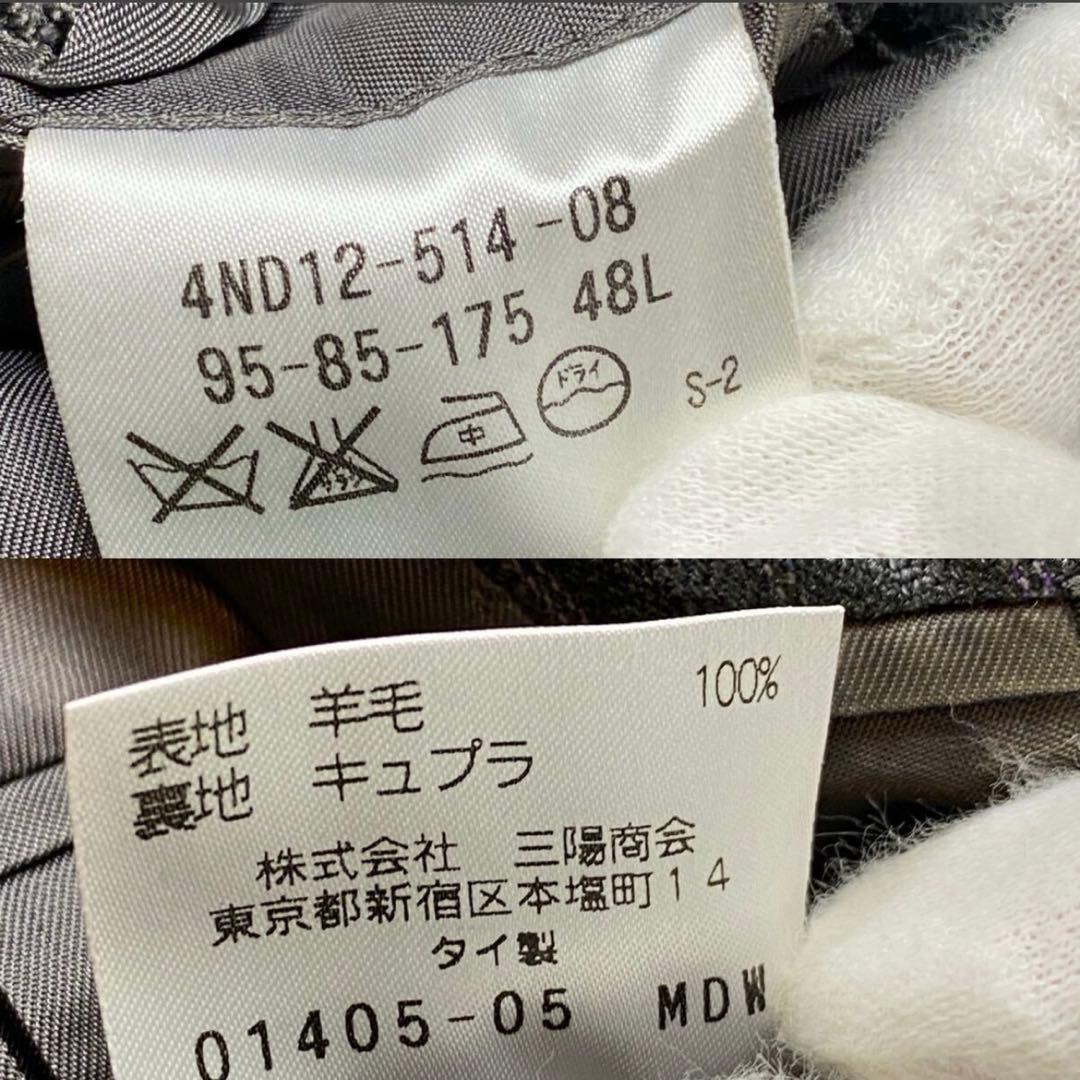 4ND12-514-08
95-85-175 48L
中 ドライ S-2
表地 羊毛 100%
裏地 キュプラ
株式会社 三陽商会
東京都新宿区本塩町14
タイ製
01405-05 MDW